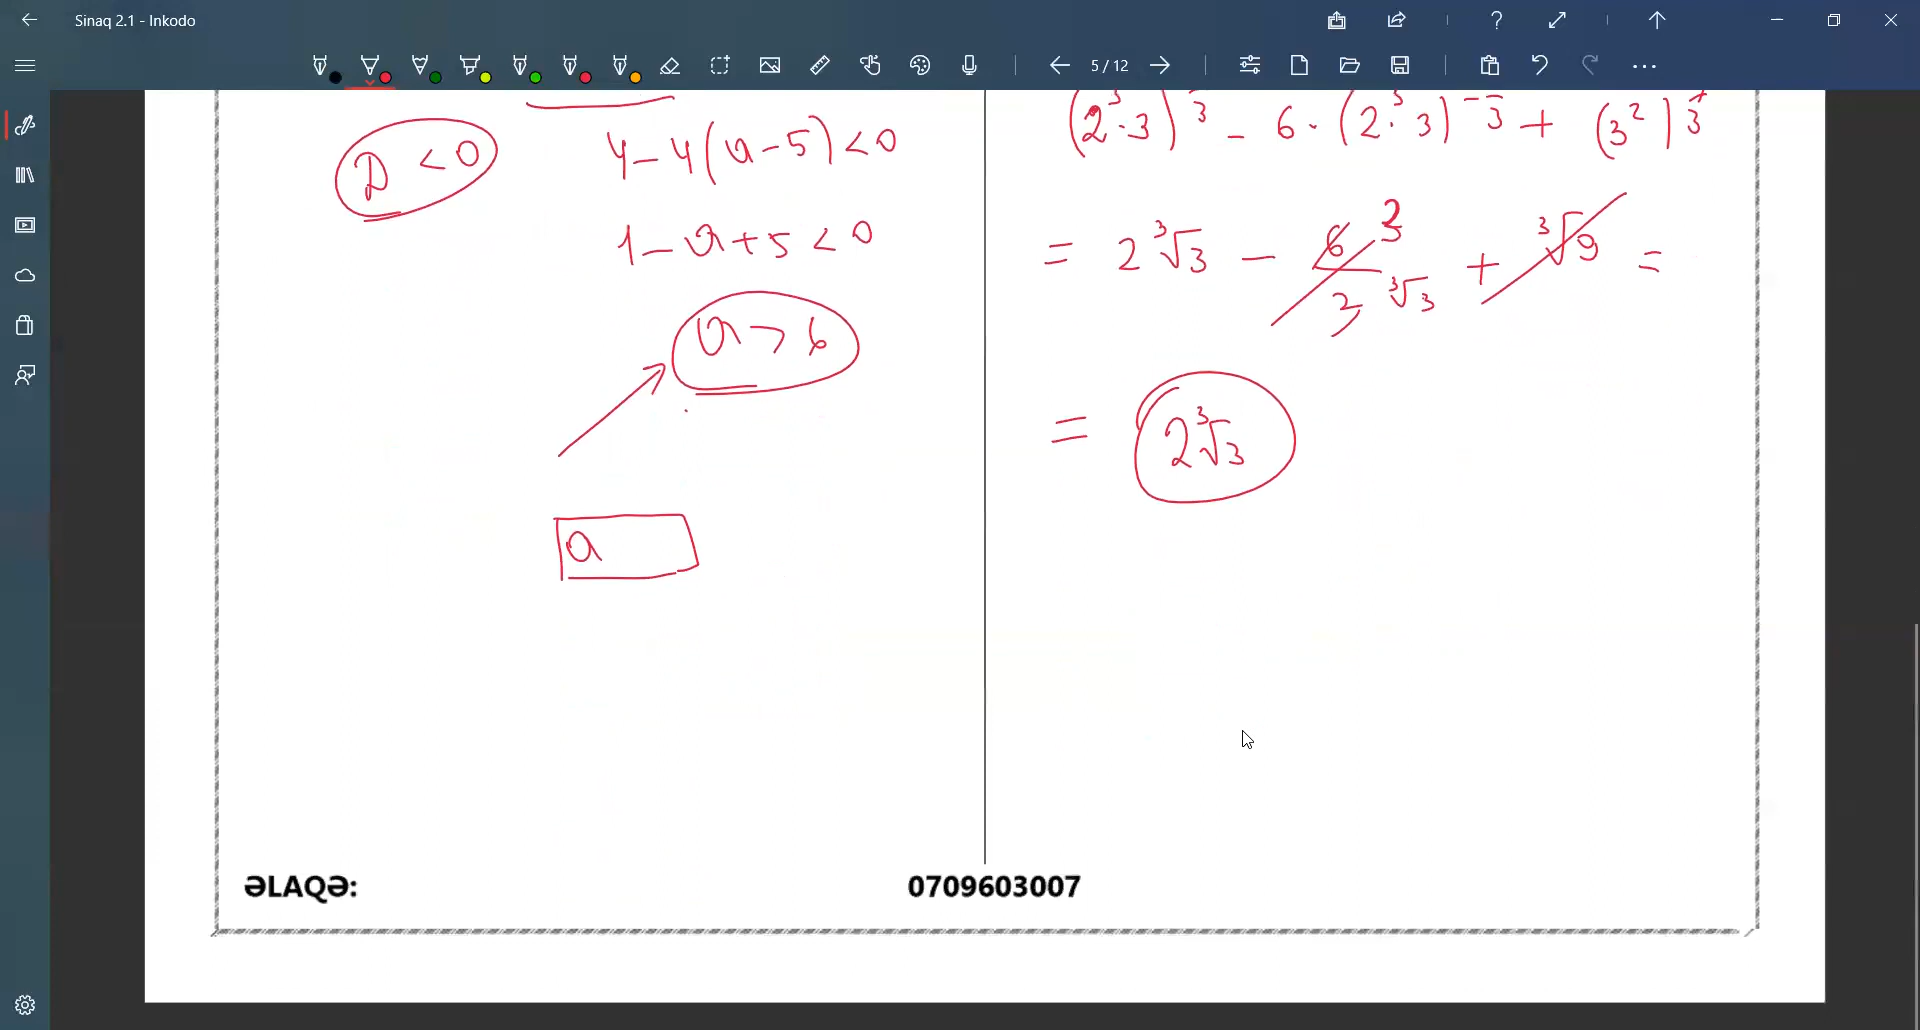 Sinaq 2.1 - Inkodo
5 / 12
D < 0
4 - 4(a - 5) < 0
1 - a + 5 < 0
a > 6
a
(2³·3)^⅓ - 6·(2³·3)^-⅓ + (3²)^⅓
= 2∛3 - 6 3 / 2 ∛3 + ∛9 =
= 2∛3
ƏLAQƏ:
0709603007